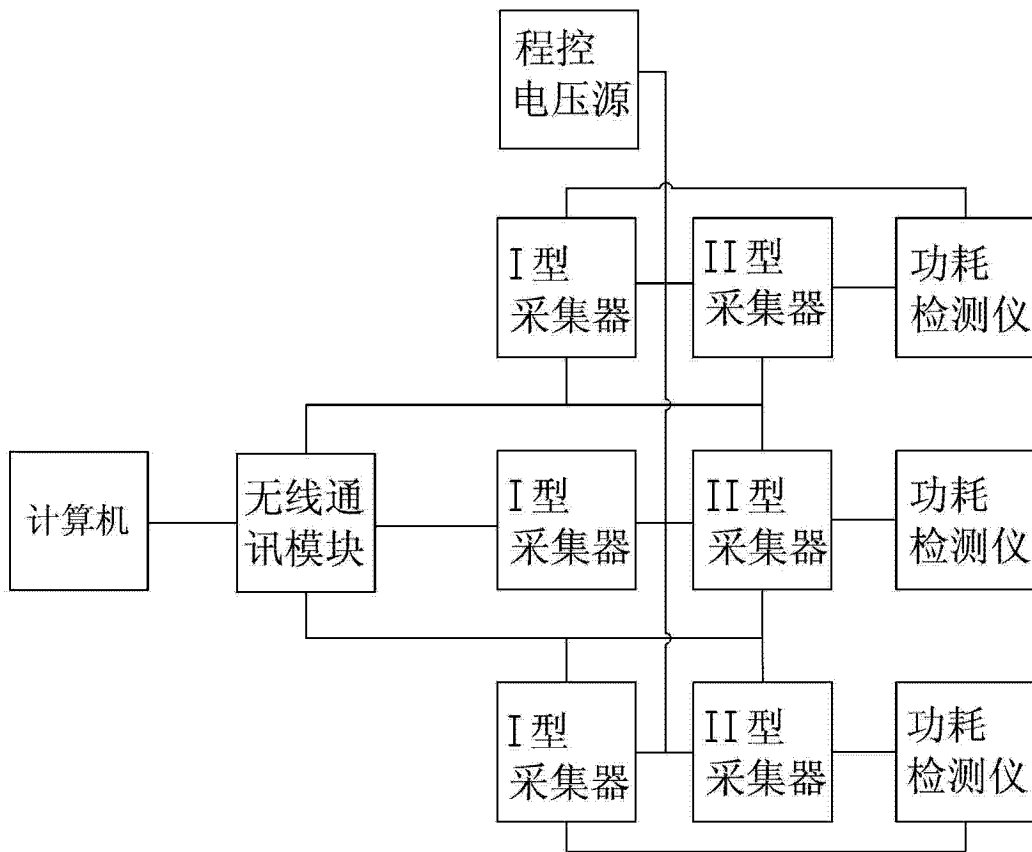 程控
电压源
I型
采集器
II型
采集器
功耗
检测仪
计算机
无线通
讯模块
I型
采集器
II型
采集器
功耗
检测仪
I型
采集器
II型
采集器
功耗
检测仪